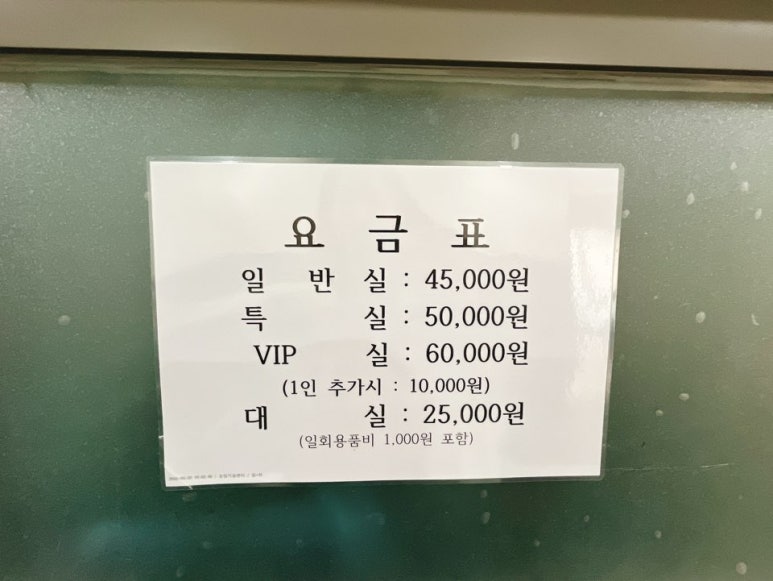 요 금 표
일 반 실 : 45,000원
특 실 : 50,000원
VIP 실 : 60,000원
(1인 추가시 : 10,000원)
대 실 : 25,000원
(일회용품비 1,000원 포함)